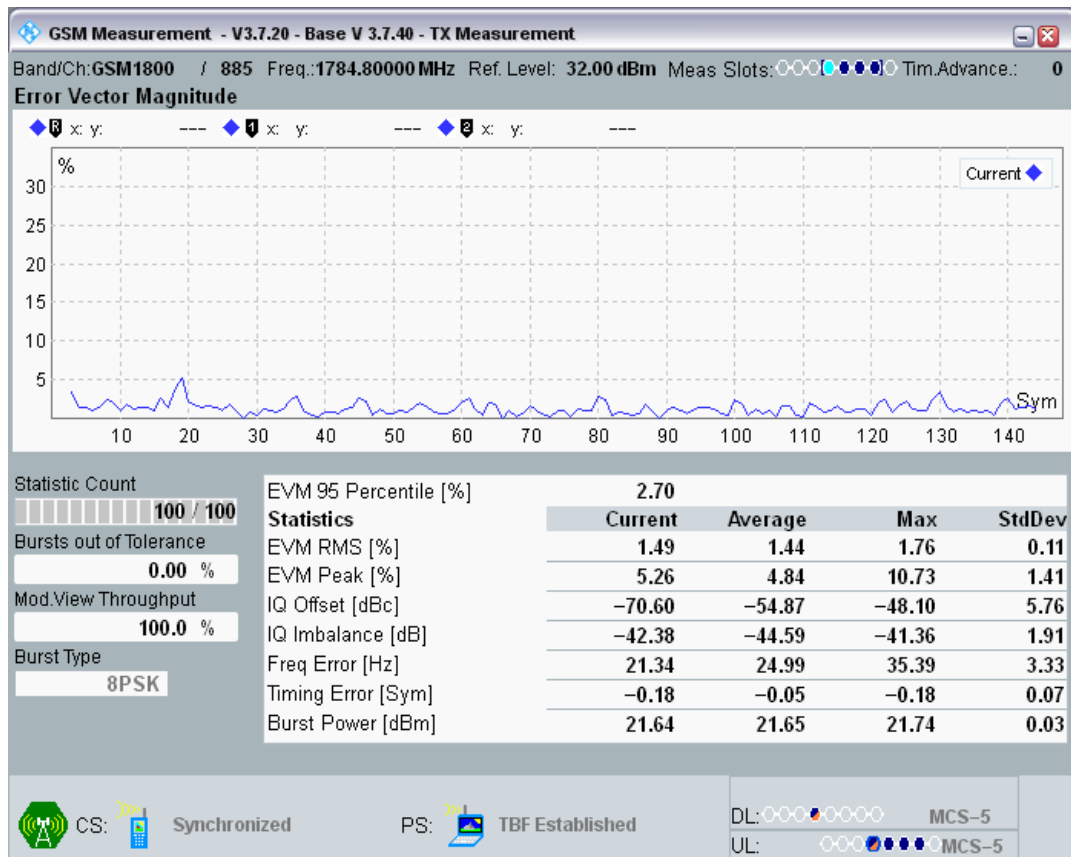 GSM Measurement - V3.7.20 - Base V 3.7.40 - TX Measurement
Band/Ch:GSM1800 / 885 Freq.:1784.80000 MHz Ref. Level: 32.00 dBm Meas Slots: Tim.Advance.: 0
Error Vector Magnitude
R x: y: --- 1 x: y: --- 2 x: y: ---
%
Current
30
25
20
15
10
5
Sym
10 20 30 40 50 60 70 80 90 100 110 120 130 140
Statistic Count
100 / 100
Bursts out of Tolerance
0.00 %
Mod.View Throughput
100.0 %
Burst Type
8PSK
EVM 95 Percentile [%] 2.70
Statistics Current Average Max StdDev
EVM RMS [%] 1.49 1.44 1.76 0.11
EVM Peak [%] 5.26 4.84 10.73 1.41
IQ Offset [dBc] −70.60 −54.87 −48.10 5.76
IQ Imbalance [dB] −42.38 −44.59 −41.36 1.91
Freq Error [Hz] 21.34 24.99 35.39 3.33
Timing Error [Sym] −0.18 −0.05 −0.18 0.07
Burst Power [dBm] 21.64 21.65 21.74 0.03
CS: Synchronized PS: TBF Established
DL: MCS−5
UL: MCS−5